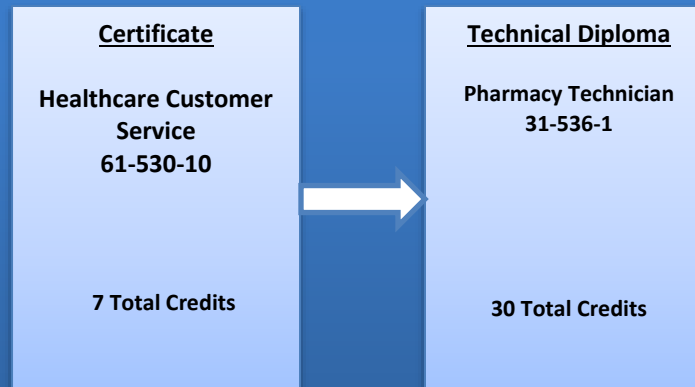 Certificate
Healthcare Customer
Service
61-530-10
7 Total Credits
Technical Diploma
Pharmacy Technician
31-536-1
30 Total Credits